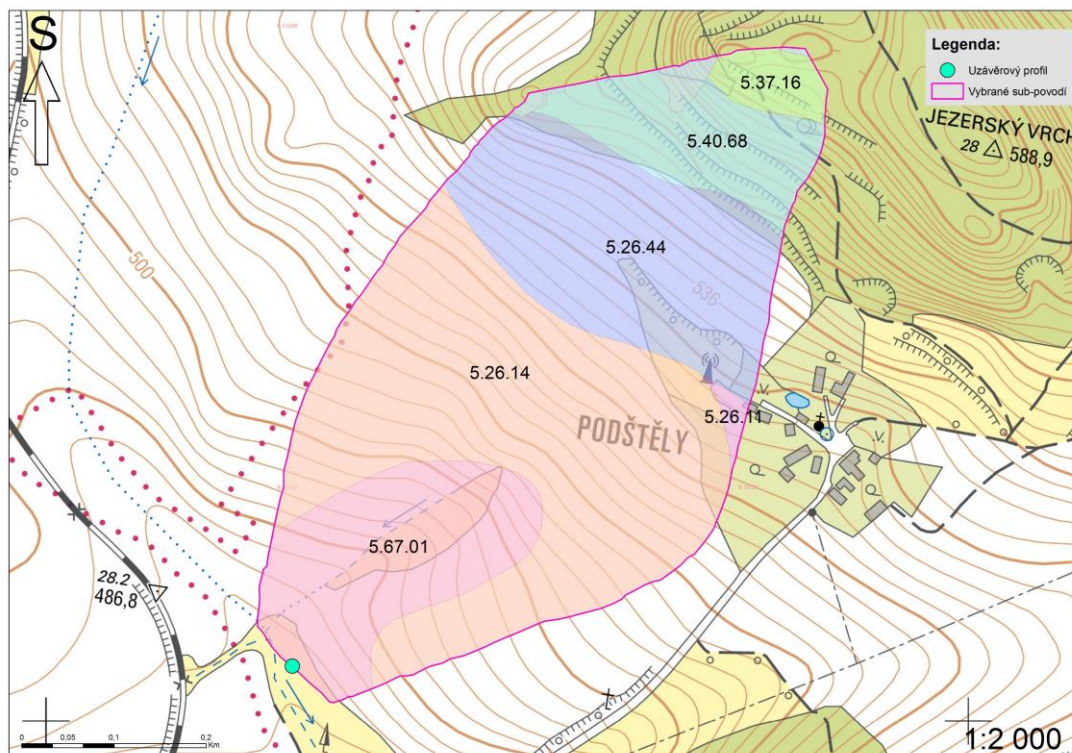 S
Legenda:
Uzávěrový profil
Vybrané sub-povodí
5.37.16
JEZERSKÝ VRCH
28 588,9
5.40.68
5.26.44
500
536
5.26.14
5.26.11
PODŠTĚLY
V.
V.
5.67.01
28.2
486,8
0 0,05 0,1 0,2
Km
1:2 000